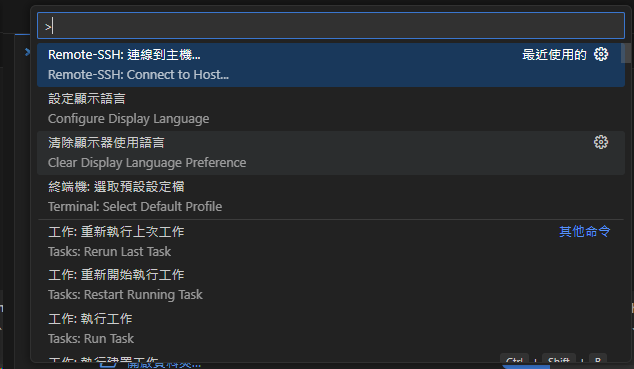 >
Remote-SSH: 連線到主機... 最近使用的
Remote-SSH: Connect to Host...
設定顯示語言
Configure Display Language
清除顯示器使用語言
Clear Display Language Preference
終端機: 選取預設設定檔
Terminal: Select Default Profile
工作: 重新執行上次工作 其他命令
Tasks: Rerun Last Task
工作: 重新開始執行工作
Tasks: Restart Running Task
工作: 執行工作
Tasks: Run Task
工作: 執行建置工作 Ctrl + Shift + B
開啟資料夾...